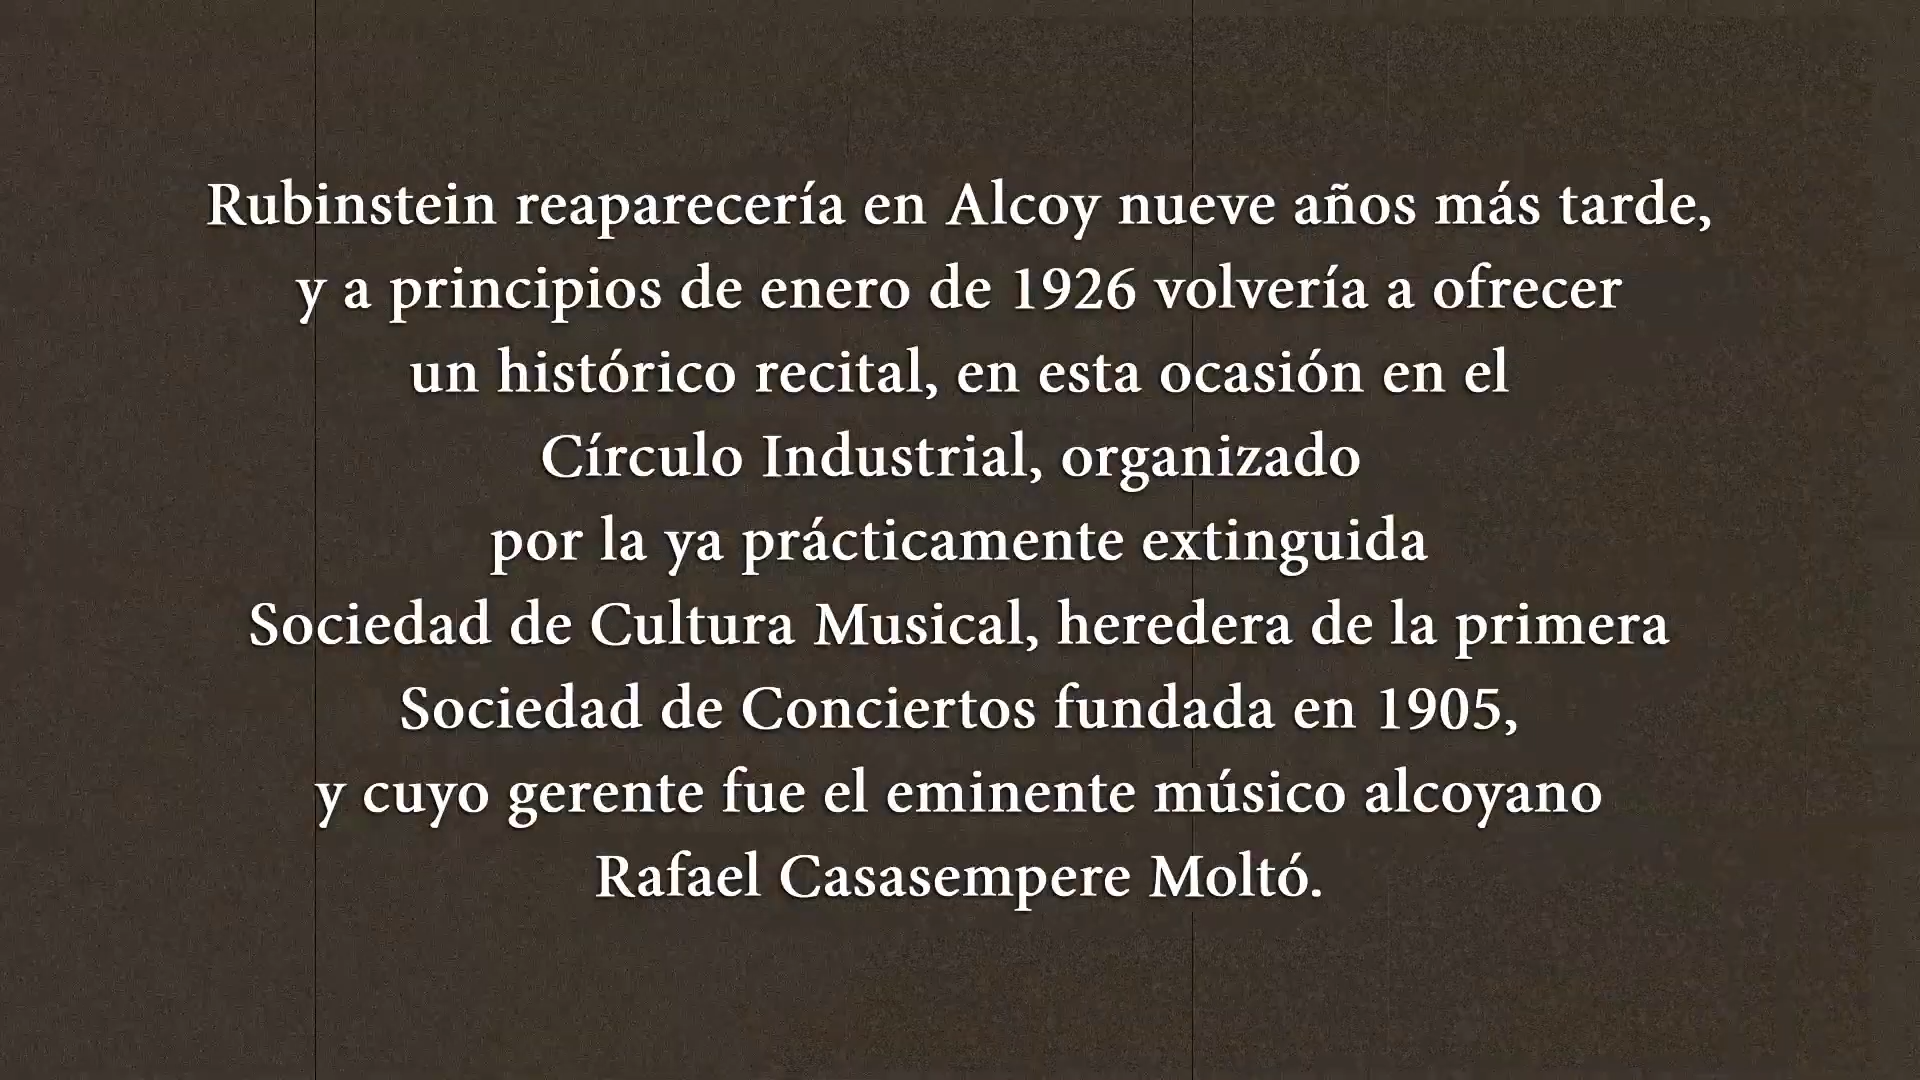 Rubinstein reaparecería en Alcoy nueve años más tarde,
y a principios de enero de 1926 volvería a ofrecer
un histórico recital, en esta ocasión en el
Círculo Industrial, organizado
por la ya prácticamente extinguida
Sociedad de Cultura Musical, heredera de la primera
Sociedad de Conciertos fundada en 1905,
y cuyo gerente fue el eminente músico alcoyano
Rafael Casasempere Moltó.